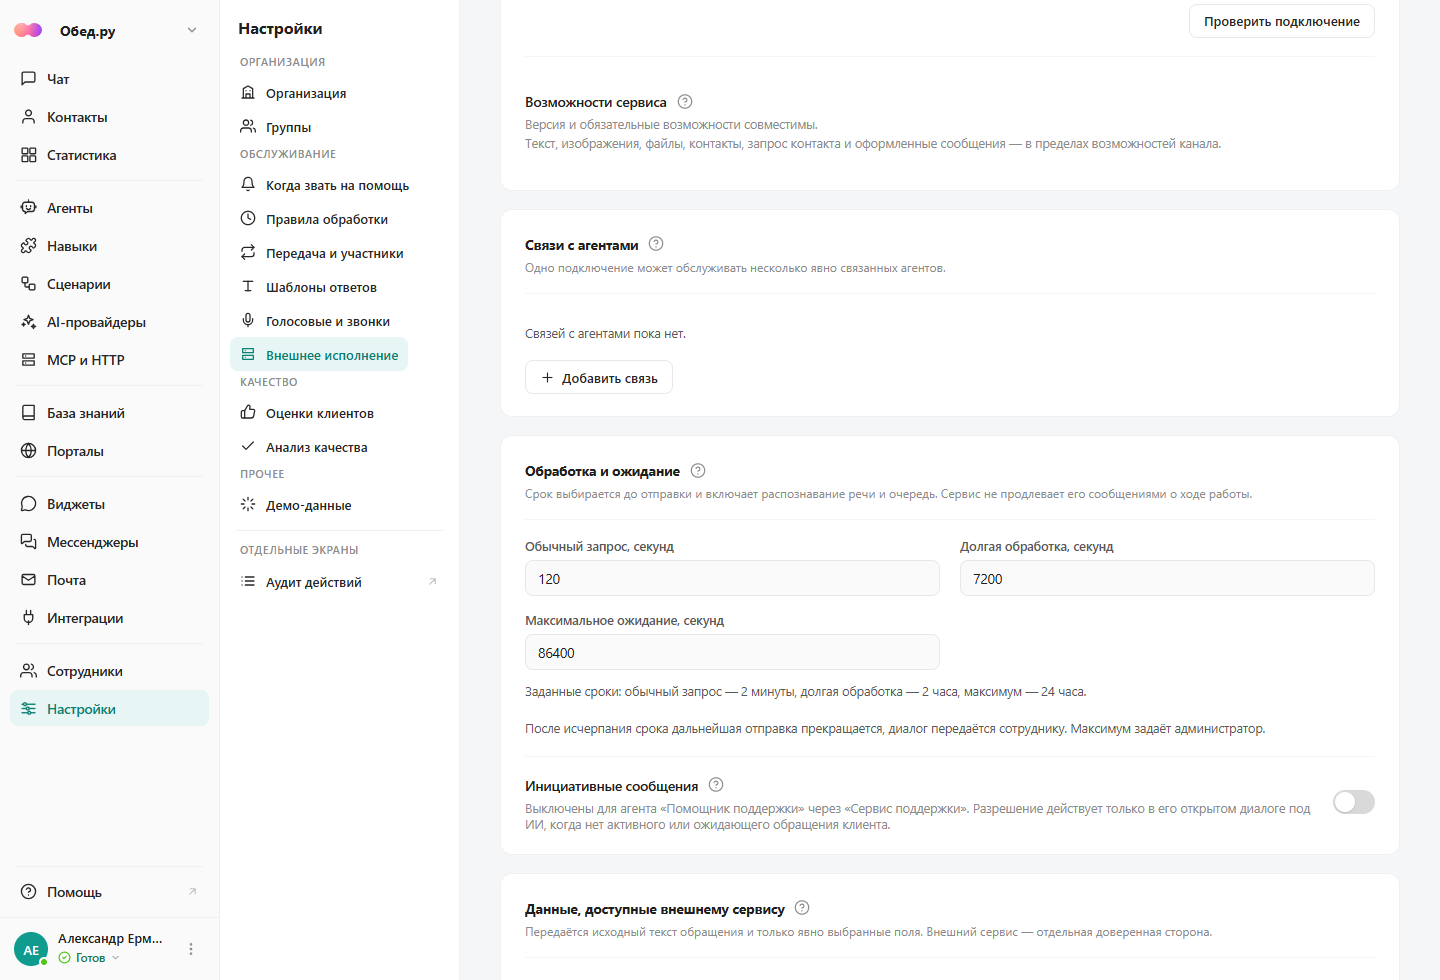 Обед.ру
Чат
Контакты
Статистика
Агенты
Навыки
Сценарии
AI-провайдеры
MCP и HTTP
База знаний
Порталы
Виджеты
Мессенджеры
Почта
Интеграции
Сотрудники
Настройки
Помощь
AE
Александр Ерм...
Готов
Настройки
ОРГАНИЗАЦИЯ
Организация
Группы
ОБСЛУЖИВАНИЕ
Когда звать на помощь
Правила обработки
Передача и участники
Шаблоны ответов
Голосовые и звонки
Внешнее исполнение
КАЧЕСТВО
Оценки клиентов
Анализ качества
ПРОЧЕЕ
Демо-данные
ОТДЕЛЬНЫЕ ЭКРАНЫ
Аудит действий
Проверить подключение
Возможности сервиса
Версия и обязательные возможности совместимы.
Текст, изображения, файлы, контакты, запрос контакта и оформленные сообщения — в пределах возможностей канала.
Связи с агентами
Одно подключение может обслуживать несколько явно связанных агентов.
Связей с агентами пока нет.
Добавить связь
Обработка и ожидание
Срок выбирается до отправки и включает распознавание речи и очередь. Сервис не продлевает его сообщениями о ходе работы.
Обычный запрос, секунд
Долгая обработка, секунд
120
7200
Максимальное ожидание, секунд
86400
Заданные сроки: обычный запрос — 2 минуты, долгая обработка — 2 часа, максимум — 24 часа.
После исчерпания срока дальнейшая отправка прекращается, диалог передаётся сотруднику. Максимум задаёт администратор.
Инициативные сообщения
Выключены для агента «Помощник поддержки» через «Сервис поддержки». Разрешение действует только в его открытом диалоге под
ИИ, когда нет активного или ожидающего обращения клиента.
Данные, доступные внешнему сервису
Передаётся исходный текст обращения и только явно выбранные поля. Внешний сервис — отдельная доверенная сторона.